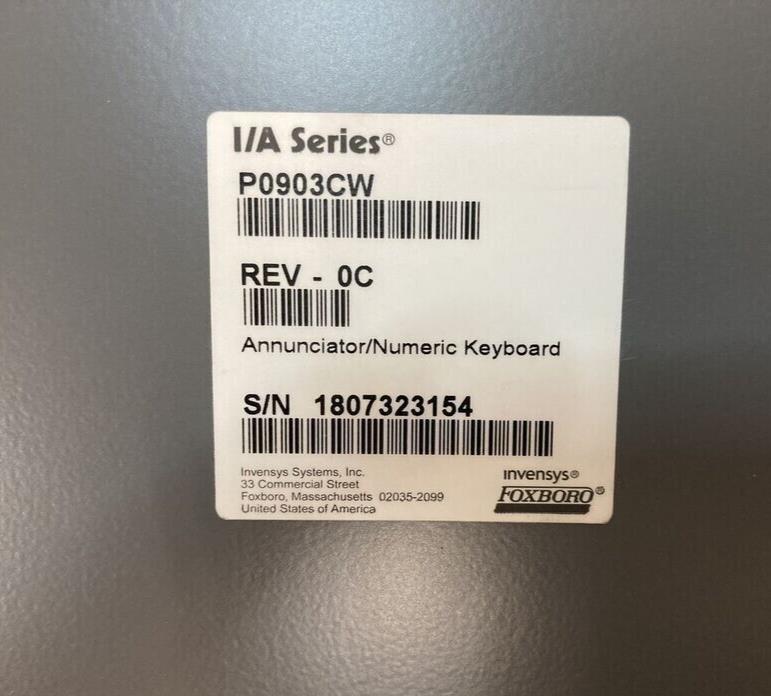 I/A Series®
P0903CW
REV - 0C
Annunciator/Numeric Keyboard
S/N 1807323154
Invensys Systems, Inc.
33 Commercial Street
Foxboro, Massachusetts 02035-2099
United States of America
ınvensys®
FOXBORO®